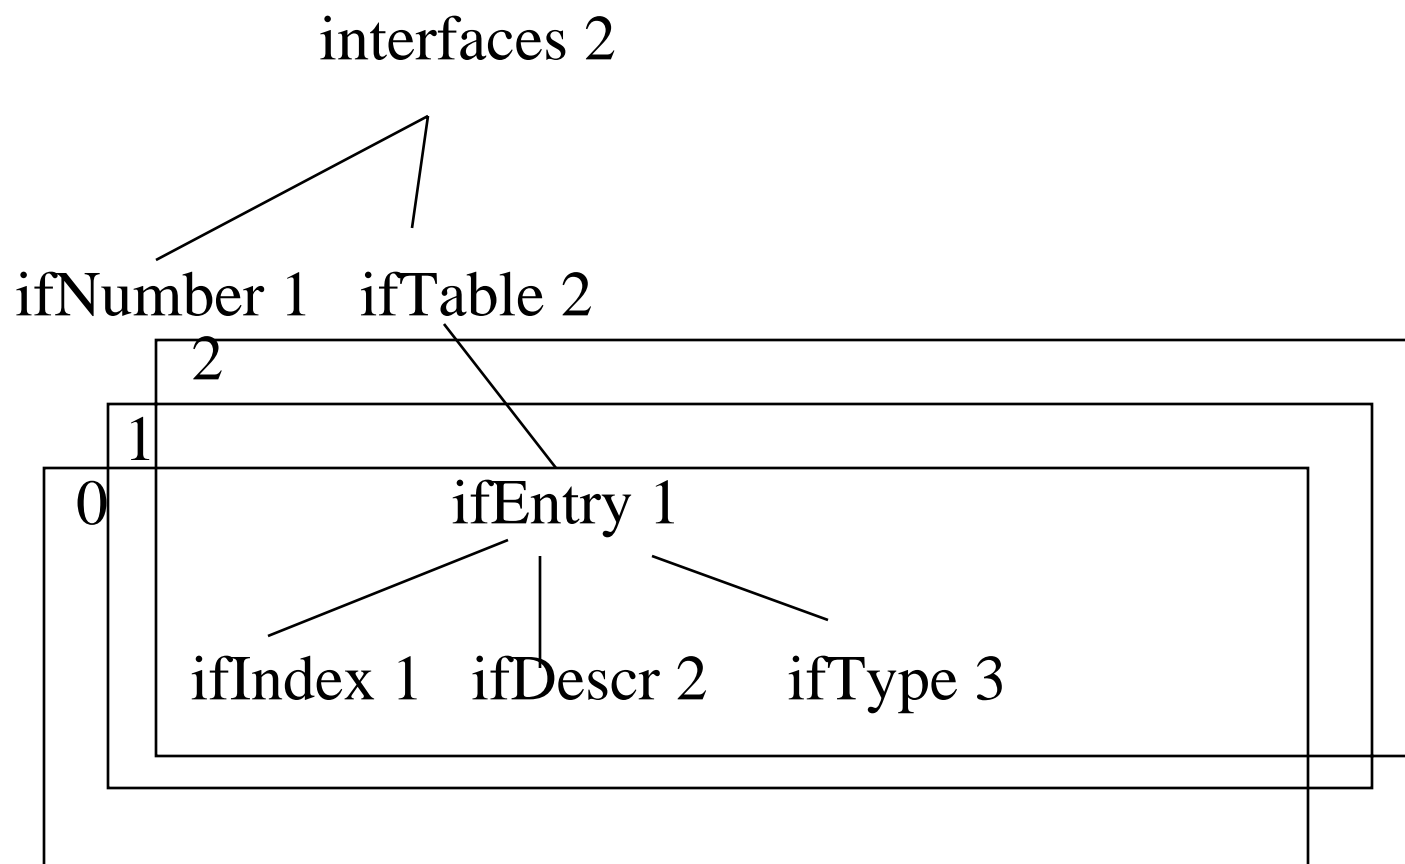 interfaces 2
ifNumber 1 ifTable 2
2
1
0 ifEntry 1
ifIndex 1 ifDescr 2 ifType 3